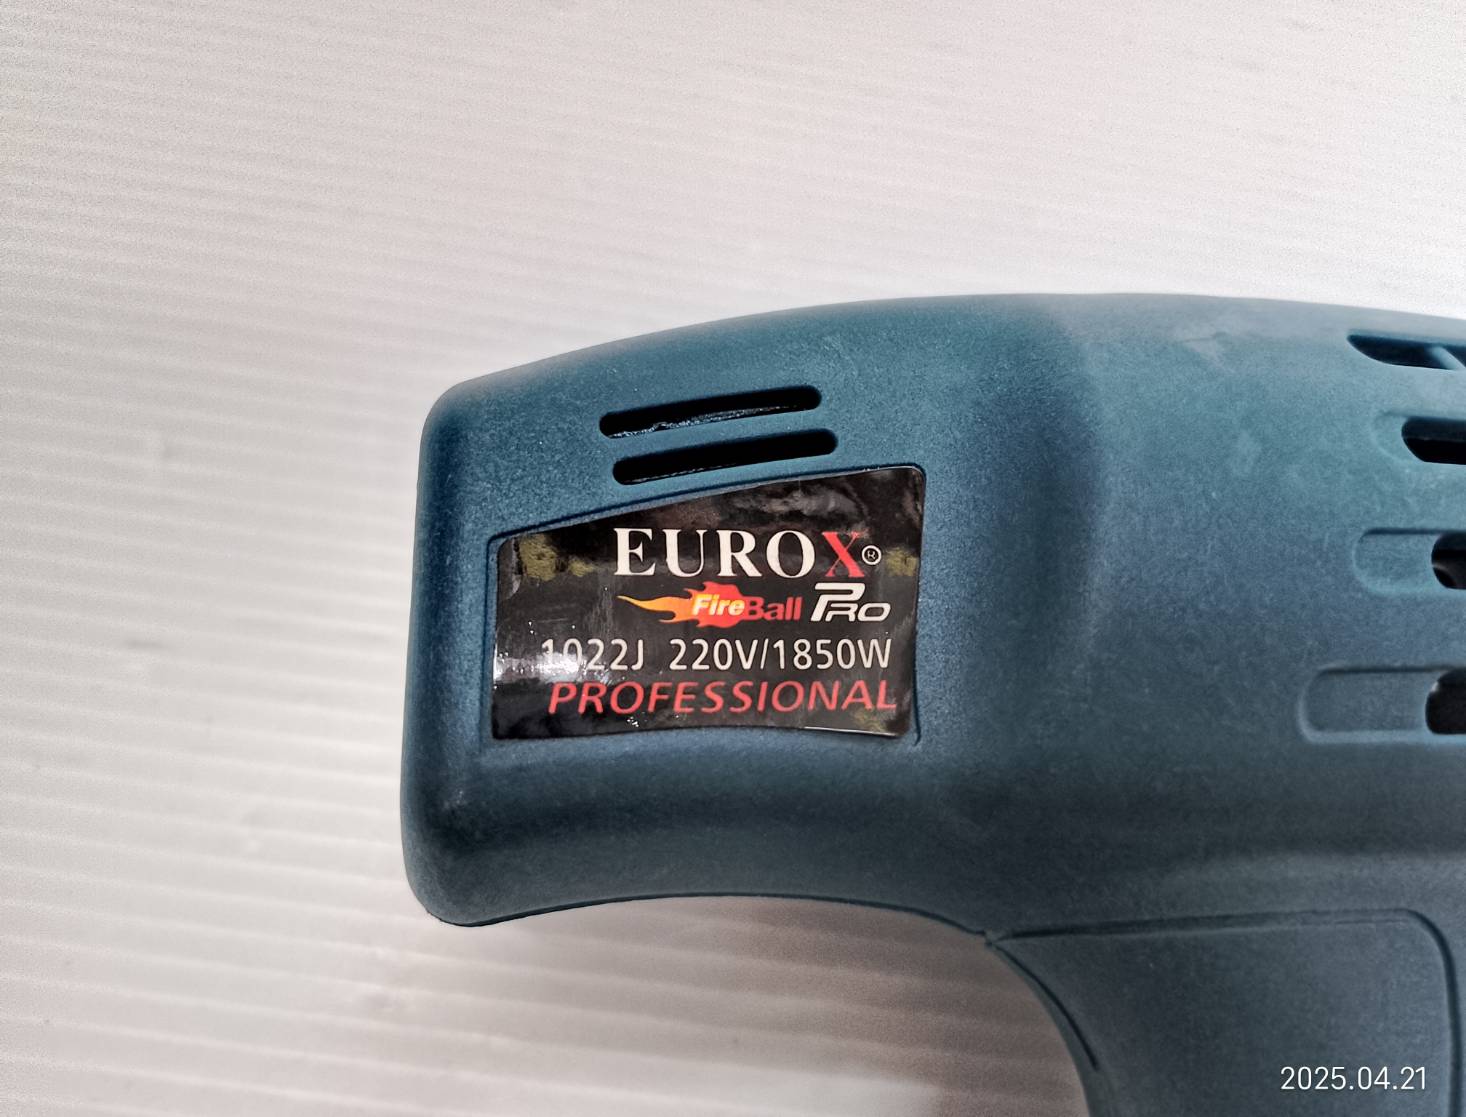 EUROX®
FireBall PRO
1022J 220V/1850W
PROFESSIONAL
2025.04.21